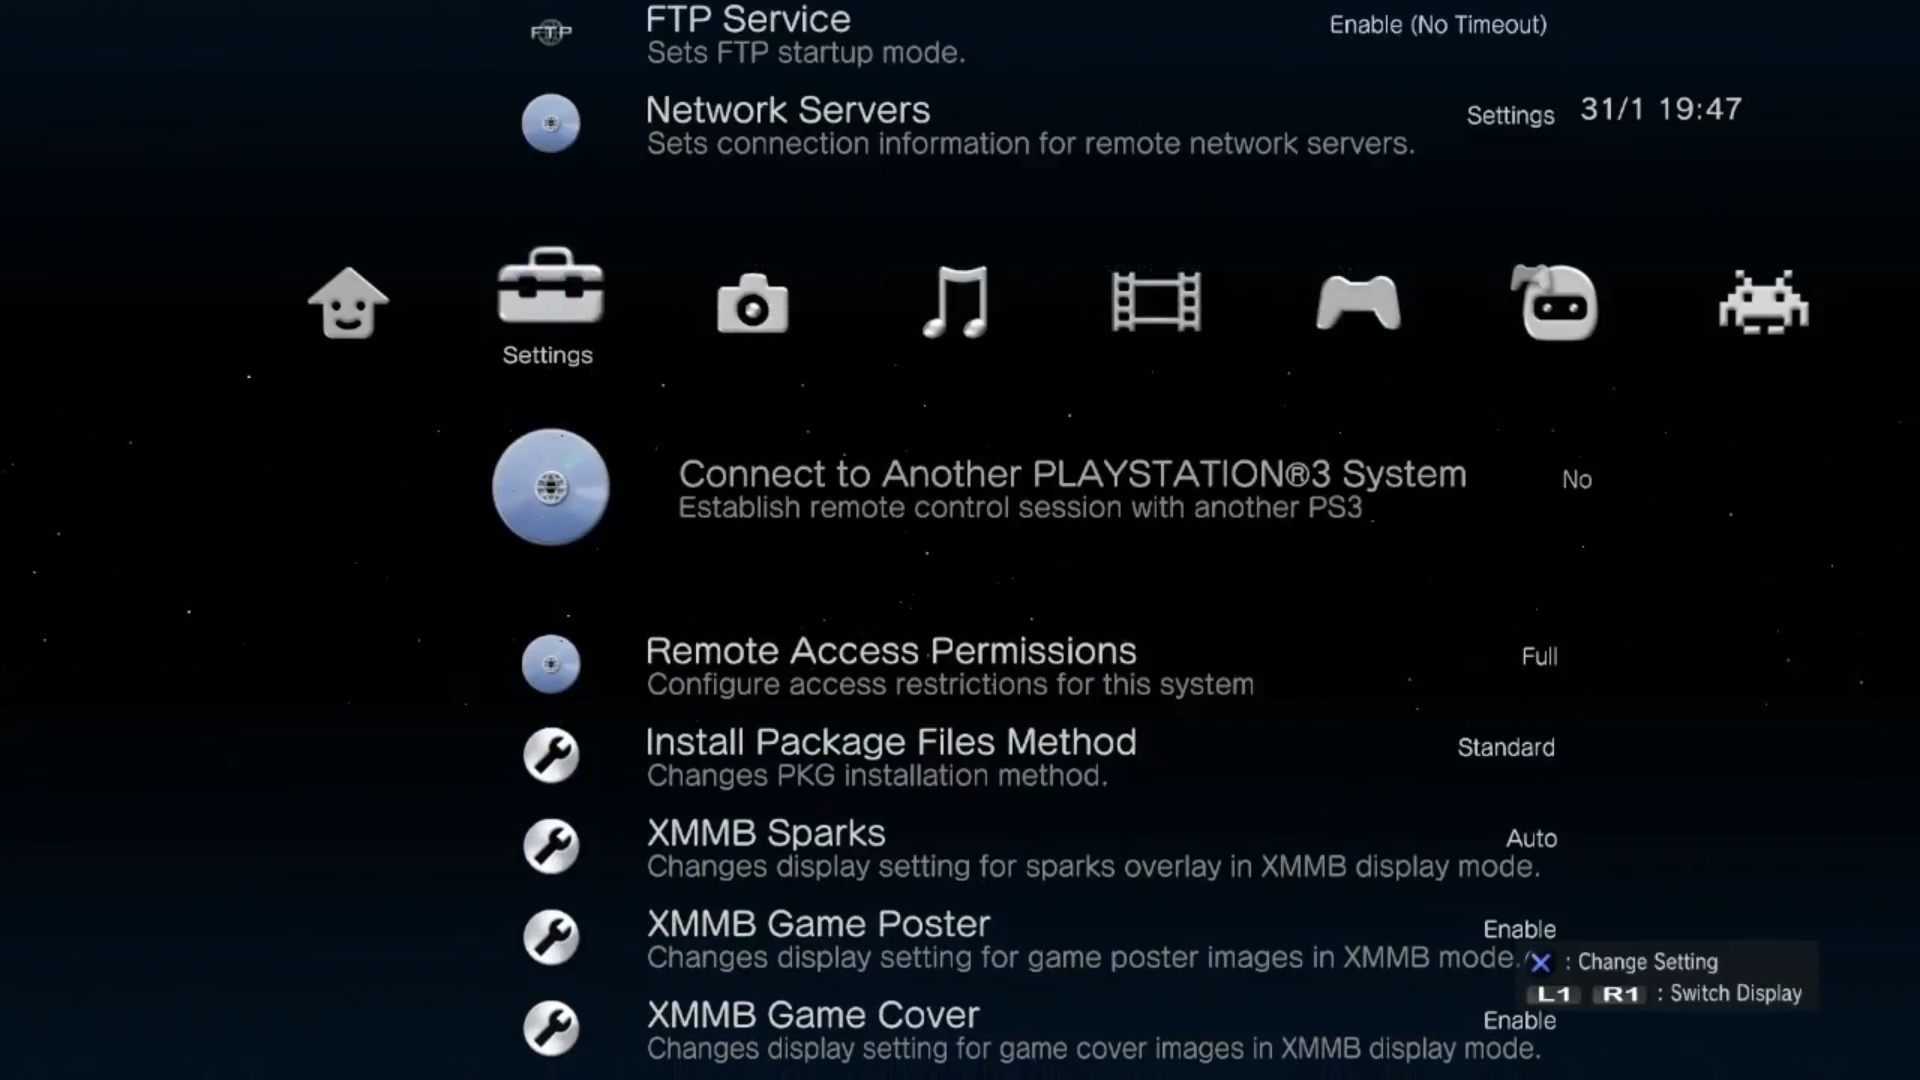 FTP
FTP Service
Enable (No Timeout)
Sets FTP startup mode.
Network Servers
Settings
31/1 19:47
Sets connection information for remote network servers.
Settings
Connect to Another PLAYSTATION®3 System
No
Establish remote control session with another PS3
Remote Access Permissions
Full
Configure access restrictions for this system
Install Package Files Method
Standard
Changes PKG installation method.
XMMB Sparks
Auto
Changes display setting for sparks overlay in XMMB display mode.
XMMB Game Poster
Enable
Changes display setting for game poster images in XMMB mode.
X : Change Setting
L1 R1 : Switch Display
XMMB Game Cover
Enable
Changes display setting for game cover images in XMMB display mode.